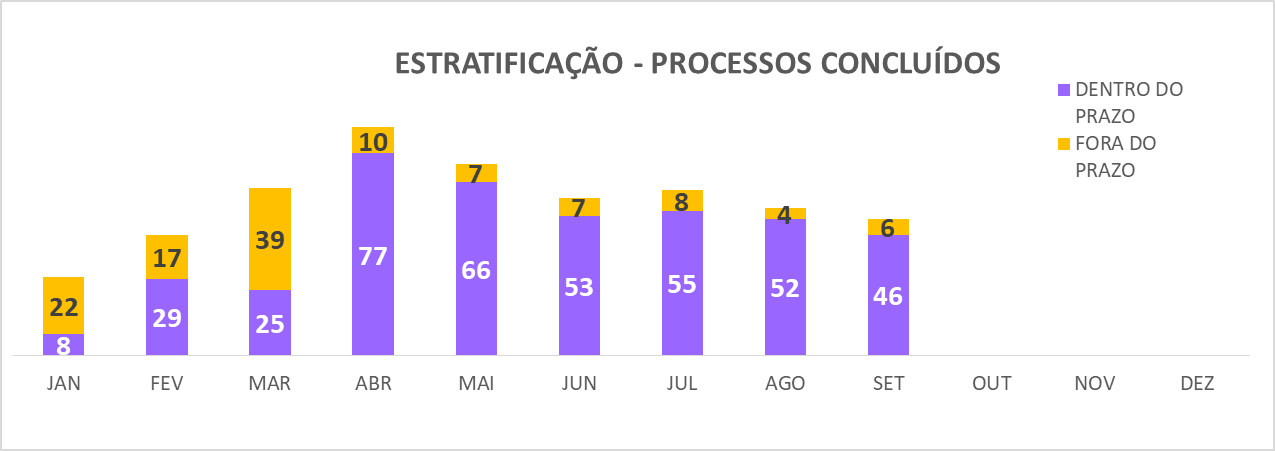 ESTRATIFICAÇÃO - PROCESSOS CONCLUÍDOS
DENTRO DO
PRAZO
FORA DO
PRAZO
22 17 39 10 7 7 8 4 6
8 29 25 77 66 53 55 52 46
JAN FEV MAR ABR MAI JUN JUL AGO SET OUT NOV DEZ